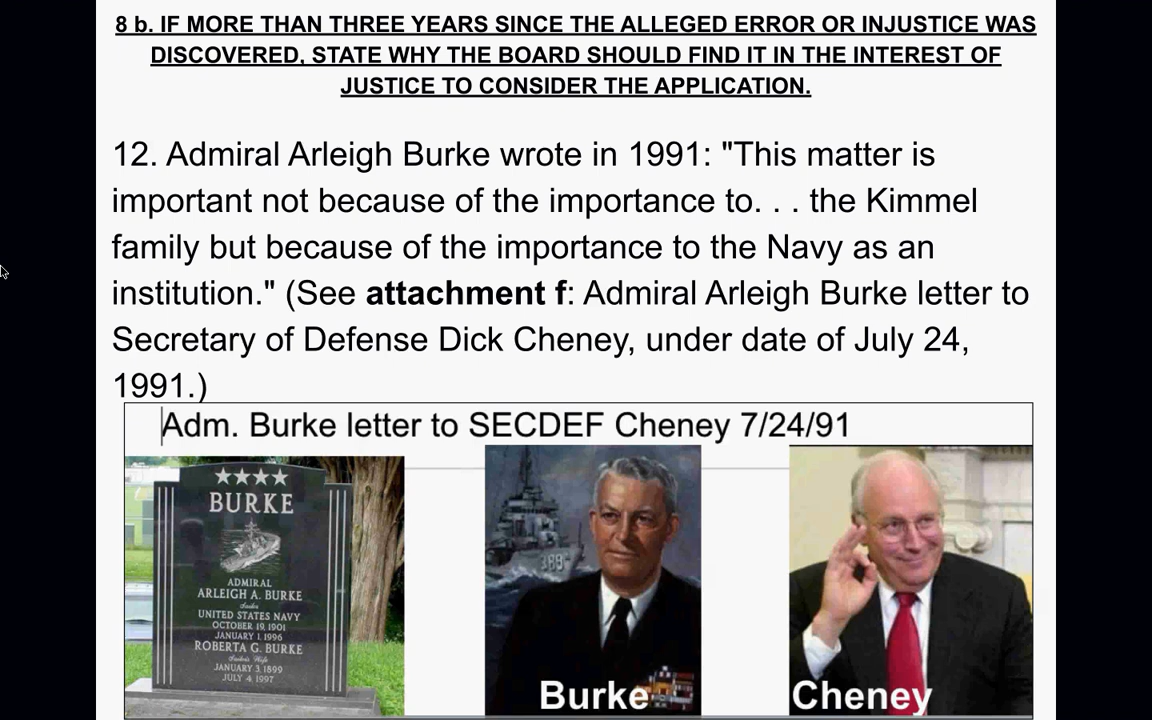 8 b. IF MORE THAN THREE YEARS SINCE THE ALLEGED ERROR OR INJUSTICE WAS
DISCOVERED, STATE WHY THE BOARD SHOULD FIND IT IN THE INTEREST OF
JUSTICE TO CONSIDER THE APPLICATION.
12. Admiral Arleigh Burke wrote in 1991: "This matter is
important not because of the importance to. . . the Kimmel
family but because of the importance to the Navy as an
institution." (See attachment f: Admiral Arleigh Burke letter to
Secretary of Defense Dick Cheney, under date of July 24,
1991.)
Adm. Burke letter to SECDEF Cheney 7/24/91
BURKE
ADMIRAL
ARLEIGH A. BURKE
Sailor
UNITED STATES NAVY
OCTOBER 19, 1901
JANUARY 1, 1996
ROBERTA G. BURKE
Sailor's Wife
JANUARY 3, 1899
JULY 4, 1997
389
Burke
Cheney